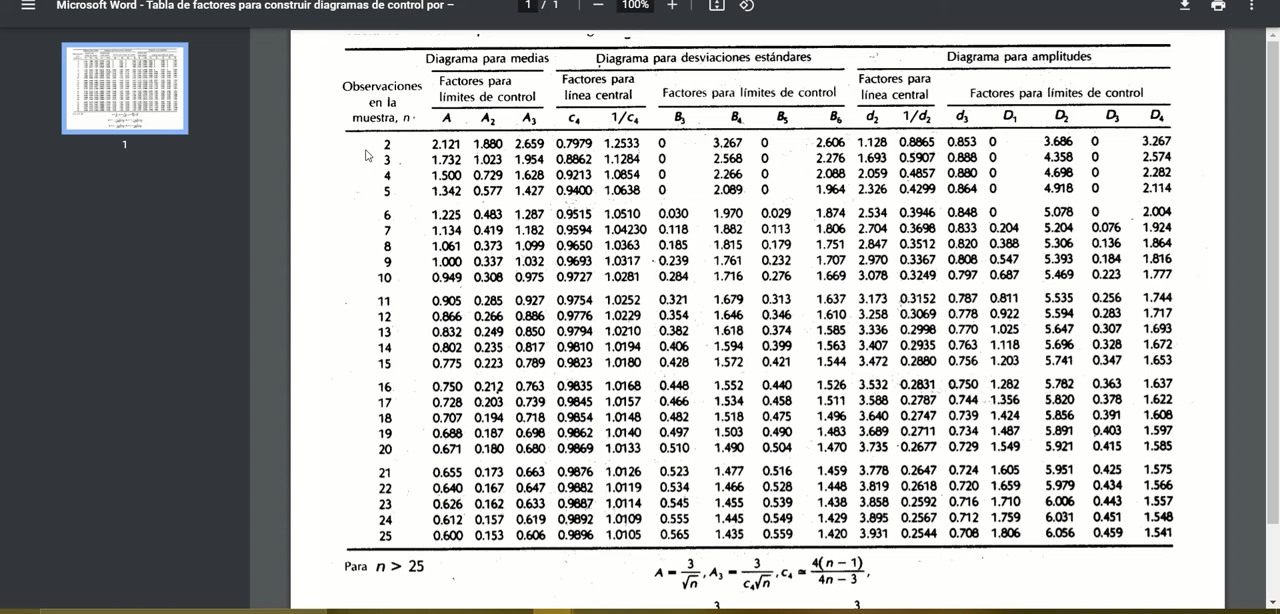 Microsoft Word - Tabla de factores para construir diagramas de control por –
1 / 1
100%
1
Diagrama para medias Diagrama para desviaciones estándares Diagrama para amplitudes
Observaciones en la muestra, n
Factores para límites de control Factores para línea central Factores para límites de control Factores para línea central Factores para límites de control
A A₂ A₃ c₄ 1/c₄ B₃ B₄ B₅ B₆ d₂ 1/d₂ d₃ D₁ D₂ D₃ D₄
2 2.121 1.880 2.659 0.7979 1.2533 0 3.267 0 2.606 1.128 0.8865 0.853 0 3.686 0 3.267
3 1.732 1.023 1.954 0.8862 1.1284 0 2.568 0 2.276 1.693 0.5907 0.888 0 4.358 0 2.574
4 1.500 0.729 1.628 0.9213 1.0854 0 2.266 0 2.088 2.059 0.4857 0.880 0 4.698 0 2.282
5 1.342 0.577 1.427 0.9400 1.0638 0 2.089 0 1.964 2.326 0.4299 0.864 0 4.918 0 2.114
6 1.225 0.483 1.287 0.9515 1.0510 0.030 1.970 0.029 1.874 2.534 0.3946 0.848 0 5.078 0 2.004
7 1.134 0.419 1.182 0.9594 1.04230 0.118 1.882 0.113 1.806 2.704 0.3698 0.833 0.204 5.204 0.076 1.924
8 1.061 0.373 1.099 0.9650 1.0363 0.185 1.815 0.179 1.751 2.847 0.3512 0.820 0.388 5.306 0.136 1.864
9 1.000 0.337 1.032 0.9693 1.0317 0.239 1.761 0.232 1.707 2.970 0.3367 0.808 0.547 5.393 0.184 1.816
10 0.949 0.308 0.975 0.9727 1.0281 0.284 1.716 0.276 1.669 3.078 0.3249 0.797 0.687 5.469 0.223 1.777
11 0.905 0.285 0.927 0.9754 1.0252 0.321 1.679 0.313 1.637 3.173 0.3152 0.787 0.811 5.535 0.256 1.744
12 0.866 0.266 0.886 0.9776 1.0229 0.354 1.646 0.346 1.610 3.258 0.3069 0.778 0.922 5.594 0.283 1.717
13 0.832 0.249 0.850 0.9794 1.0210 0.382 1.618 0.374 1.585 3.336 0.2998 0.770 1.025 5.647 0.307 1.693
14 0.802 0.235 0.817 0.9810 1.0194 0.406 1.594 0.399 1.563 3.407 0.2935 0.763 1.118 5.696 0.328 1.672
15 0.775 0.223 0.789 0.9823 1.0180 0.428 1.572 0.421 1.544 3.472 0.2880 0.756 1.203 5.741 0.347 1.653
16 0.750 0.212 0.763 0.9835 1.0168 0.448 1.552 0.440 1.526 3.532 0.2831 0.750 1.282 5.782 0.363 1.637
17 0.728 0.203 0.739 0.9845 1.0157 0.466 1.534 0.458 1.511 3.588 0.2787 0.744 1.356 5.820 0.378 1.622
18 0.707 0.194 0.718 0.9854 1.0148 0.482 1.518 0.475 1.496 3.640 0.2747 0.739 1.424 5.856 0.391 1.608
19 0.688 0.187 0.698 0.9862 1.0140 0.497 1.503 0.490 1.483 3.689 0.2711 0.734 1.487 5.891 0.403 1.597
20 0.671 0.180 0.680 0.9869 1.0133 0.510 1.490 0.504 1.470 3.735 0.2677 0.729 1.549 5.921 0.415 1.585
21 0.655 0.173 0.663 0.9876 1.0126 0.523 1.477 0.516 1.459 3.778 0.2647 0.724 1.605 5.951 0.425 1.575
22 0.640 0.167 0.647 0.9882 1.0119 0.534 1.466 0.528 1.448 3.819 0.2618 0.720 1.659 5.979 0.434 1.566
23 0.626 0.162 0.633 0.9887 1.0114 0.545 1.455 0.539 1.438 3.858 0.2592 0.716 1.710 6.006 0.443 1.557
24 0.612 0.157 0.619 0.9892 1.0109 0.555 1.445 0.549 1.429 3.895 0.2567 0.712 1.759 6.031 0.451 1.548
25 0.600 0.153 0.606 0.9896 1.0105 0.565 1.435 0.559 1.420 3.931 0.2544 0.708 1.806 6.056 0.459 1.541
Para n > 25
A = 3/√n, A₃ = 3/(c₄√n), c₄ ≃ 4(n − 1)/(4n − 3),
3 3